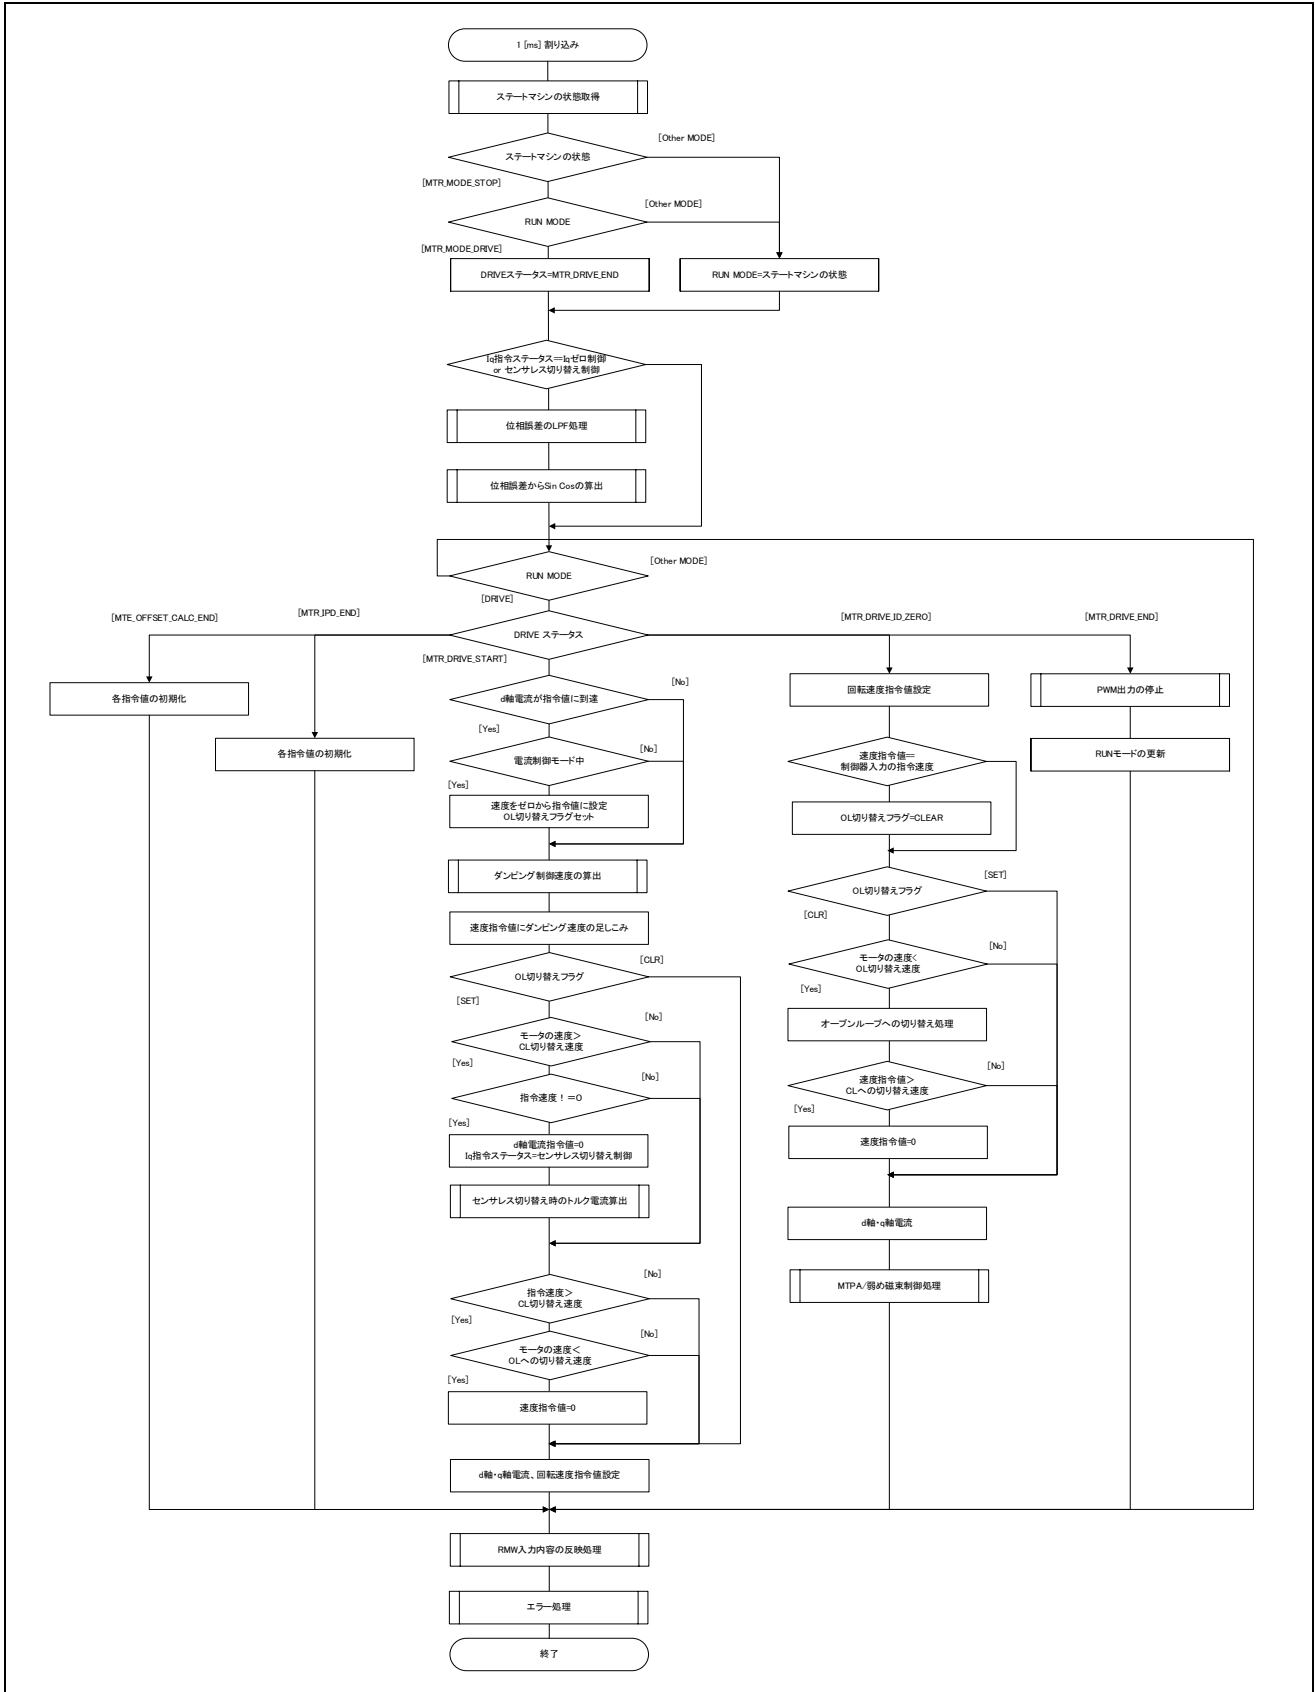 1 [ms] 割り込み
ステートマシンの状態取得
[Other MODE]
ステートマシンの状態
[MTR_MODE_STOP]
[Other MODE]
RUN MODE
[MTR_MODE_DRIVE]
DRIVEステータス=MTR_DRIVE_END
RUN MODE=ステートマシンの状態
Iq指令ステータス==Iqゼロ制御
or センサレス切り替え制御
位相誤差のLPF処理
位相誤差からSin Cosの算出
[Other MODE]
RUN MODE
[DRIVE]
[MTE_OFFSET_CALC_END]
[MTR_IPD_END]
[MTR_DRIVE_ID_ZERO]
[MTR_DRIVE_END]
DRIVE ステータス
[MTR_DRIVE_START]
各指令値の初期化
各指令値の初期化
[No]
d軸電流が指令値に到達
[Yes]
[No]
電流制御モード中
[Yes]
速度をゼロから指令値に設定
OL切り替えフラグセット
ダンピング制御速度の算出
速度指令値にダンピング速度の足しこみ
[CLR]
OL切り替えフラグ
[SET]
[No]
モータの速度>
CL切り替え速度
[Yes]
[No]
指令速度!=0
[Yes]
d軸電流指令値=0
Iq指令ステータス=センサレス切り替え制御
センサレス切り替え時のトルク電流算出
[No]
指令速度>
CL切り替え速度
[Yes]
[No]
モータの速度<
OLへの切り替え速度
[Yes]
速度指令値=0
d軸・q軸電流、回転速度指令値設定
回転速度指令値設定
速度指令値==
制御器入力の指令速度
OL切り替えフラグ=CLEAR
[SET]
OL切り替えフラグ
[CLR]
[No]
モータの速度<
OL切り替え速度
[Yes]
オープンループへの切り替え処理
[No]
速度指令値>
CLへの切り替え速度
[Yes]
速度指令値=0
d軸・q軸電流
MTPA/弱め磁束制御処理
PWM出力の停止
RUNモードの更新
RMW入力内容の反映処理
エラー処理
終了